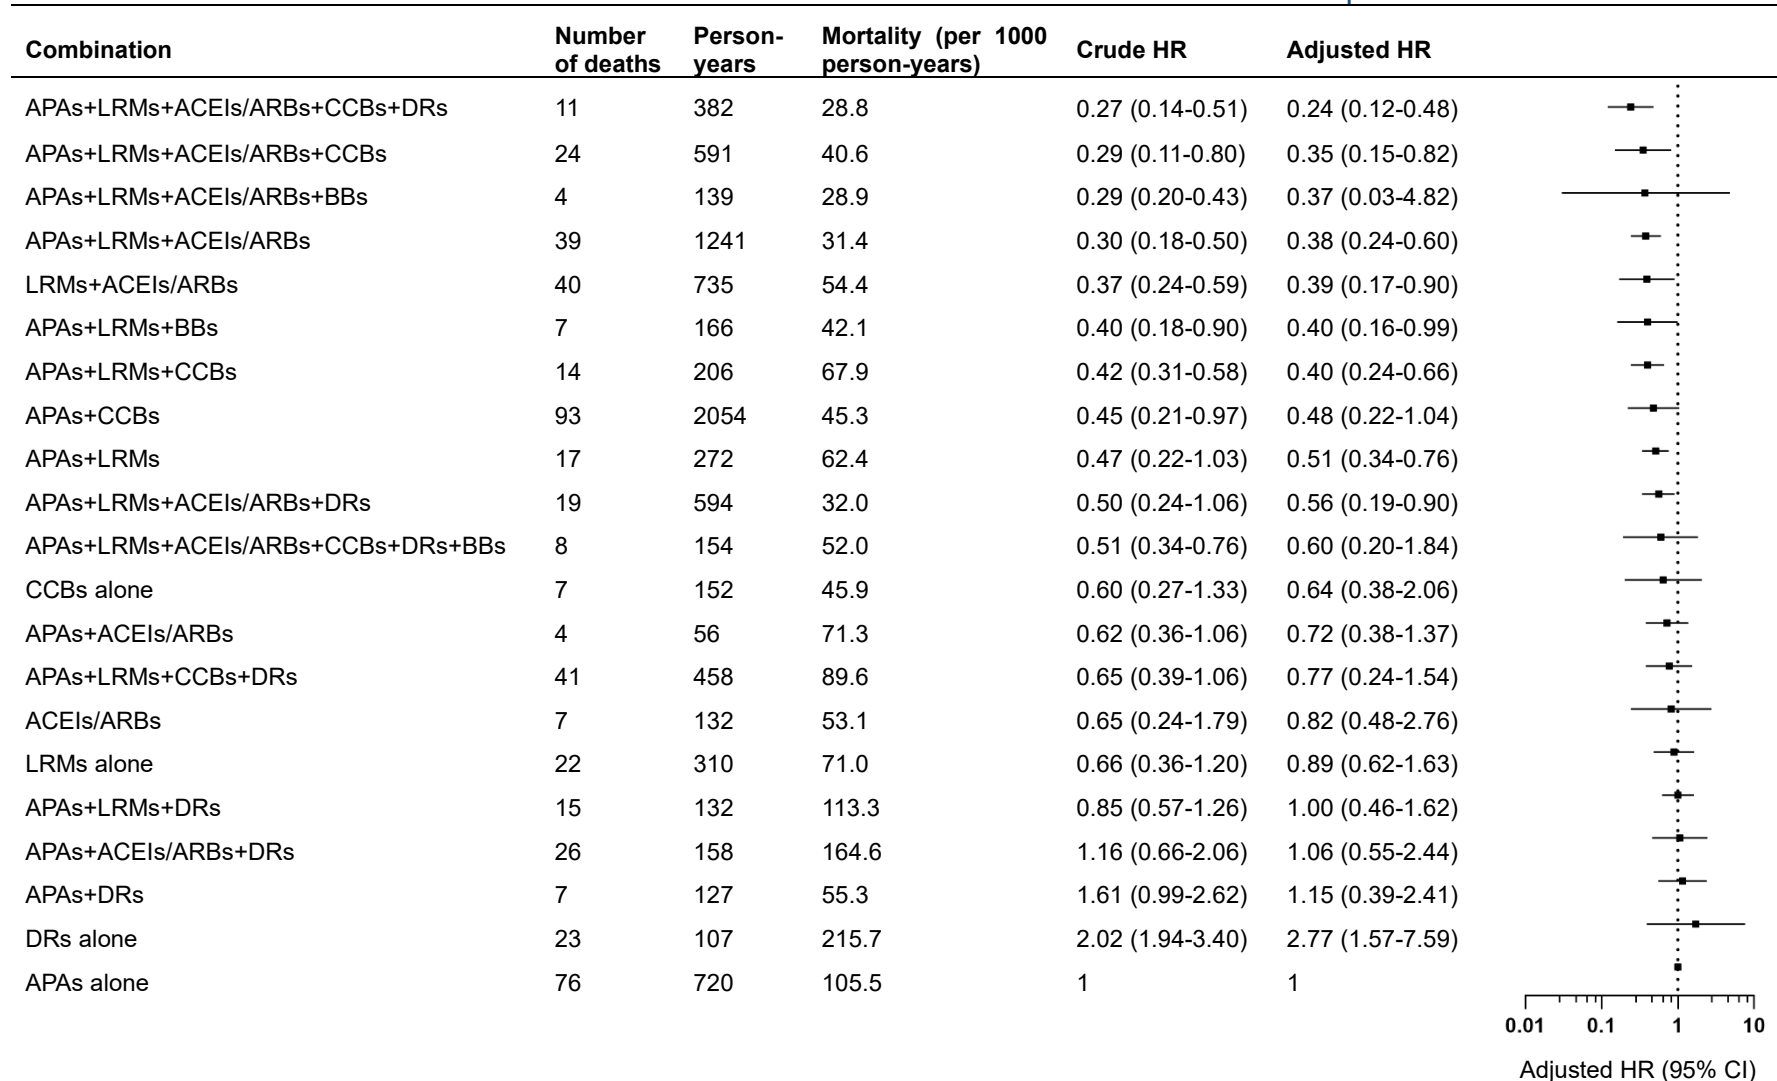 Combination Number of deaths Person-years Mortality (per 1000 person-years) Crude HR Adjusted HR
APAs+LRMs+ACEIs/ARBs+CCBs+DRs 11 382 28.8 0.27 (0.14-0.51) 0.24 (0.12-0.48)
APAs+LRMs+ACEIs/ARBs+CCBs 24 591 40.6 0.29 (0.11-0.80) 0.35 (0.15-0.82)
APAs+LRMs+ACEIs/ARBs+BBs 4 139 28.9 0.29 (0.20-0.43) 0.37 (0.03-4.82)
APAs+LRMs+ACEIs/ARBs 39 1241 31.4 0.30 (0.18-0.50) 0.38 (0.24-0.60)
LRMs+ACEIs/ARBs 40 735 54.4 0.37 (0.24-0.59) 0.39 (0.17-0.90)
APAs+LRMs+BBs 7 166 42.1 0.40 (0.18-0.90) 0.40 (0.16-0.99)
APAs+LRMs+CCBs 14 206 67.9 0.42 (0.31-0.58) 0.40 (0.24-0.66)
APAs+CCBs 93 2054 45.3 0.45 (0.21-0.97) 0.48 (0.22-1.04)
APAs+LRMs 17 272 62.4 0.47 (0.22-1.03) 0.51 (0.34-0.76)
APAs+LRMs+ACEIs/ARBs+DRs 19 594 32.0 0.50 (0.24-1.06) 0.56 (0.19-0.90)
APAs+LRMs+ACEIs/ARBs+CCBs+DRs+BBs 8 154 52.0 0.51 (0.34-0.76) 0.60 (0.20-1.84)
CCBs alone 7 152 45.9 0.60 (0.27-1.33) 0.64 (0.38-2.06)
APAs+ACEIs/ARBs 4 56 71.3 0.62 (0.36-1.06) 0.72 (0.38-1.37)
APAs+LRMs+CCBs+DRs 41 458 89.6 0.65 (0.39-1.06) 0.77 (0.24-1.54)
ACEIs/ARBs 7 132 53.1 0.65 (0.24-1.79) 0.82 (0.48-2.76)
LRMs alone 22 310 71.0 0.66 (0.36-1.20) 0.89 (0.62-1.63)
APAs+LRMs+DRs 15 132 113.3 0.85 (0.57-1.26) 1.00 (0.46-1.62)
APAs+ACEIs/ARBs+DRs 26 158 164.6 1.16 (0.66-2.06) 1.06 (0.55-2.44)
APAs+DRs 7 127 55.3 1.61 (0.99-2.62) 1.15 (0.39-2.41)
DRs alone 23 107 215.7 2.02 (1.94-3.40) 2.77 (1.57-7.59)
APAs alone 76 720 105.5 1 1
0.01 0.1 1 10
Adjusted HR (95% CI)